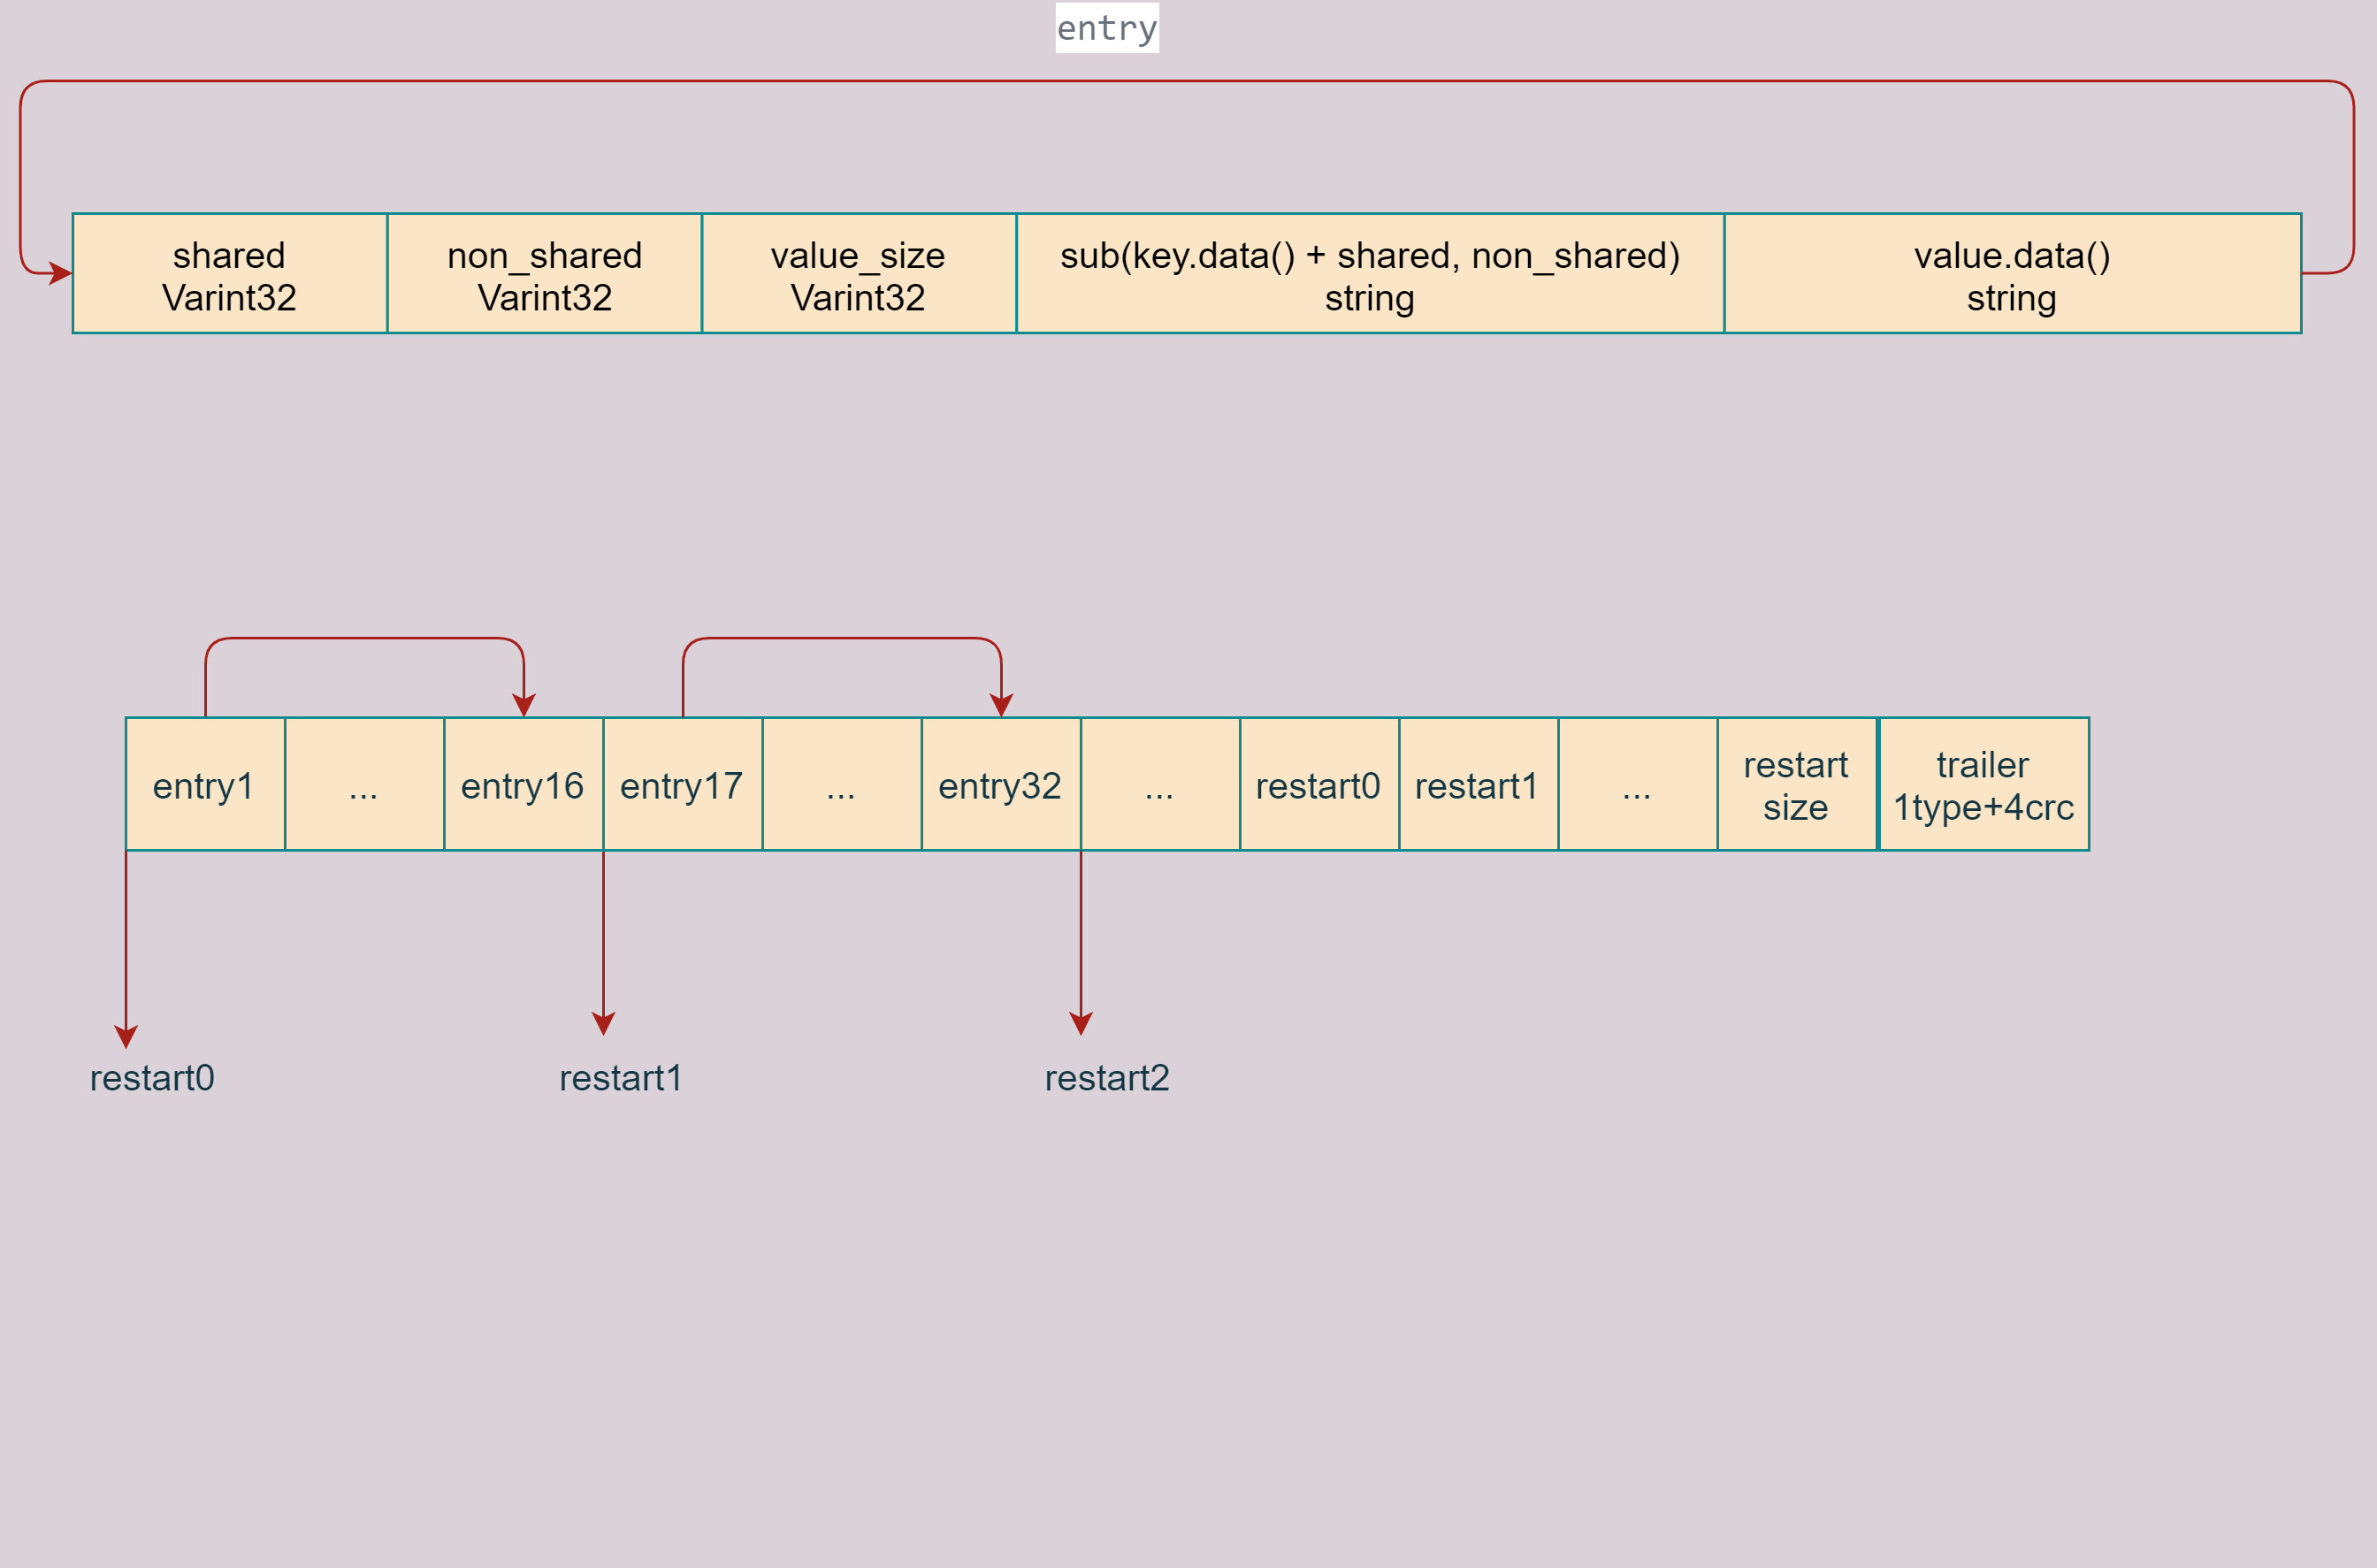 entry
shared
Varint32
non_shared
Varint32
value_size
Varint32
sub(key.data() + shared, non_shared)
string
value.data()
string
entry1
...
entry16
entry17
...
entry32
...
restart0
restart1
...
restart
size
trailer
1type+4crc
restart0
restart1
restart2